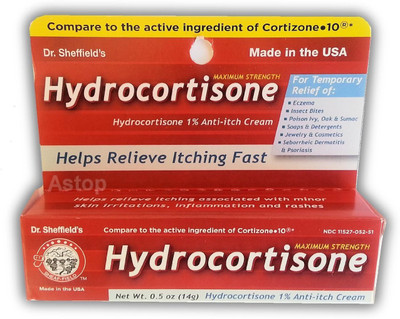 Compare to the active ingredient of Cortizone•10®*
Dr. Sheffield's
Made in the USA
Hydrocortisone
MAXIMUM STRENGTH
Hydrocortisone 1% Anti-itch Cream
For Temporary
Relief of:
• Eczema
• Insect Bites
• Poison Ivy, Oak & Sumac
• Soaps & Detergents
• Jewelry & Cosmetics
• Seborrheic Dermatitis
& Psoriasis
Helps Relieve Itching Fast
Astop
Helps relieve itching associated with minor
skin irritations, inflammation and rashes
Dr. Sheffield's
Compare to the active ingredient of Cortizone•10®*
NDC 11527-052-51
MAXIMUM STRENGTH
Hydrocortisone
SHEAF-FIELD
TM
Made in the USA
Net Wt. 0.5 oz (14g)
Hydrocortisone 1% Anti-itch Cream